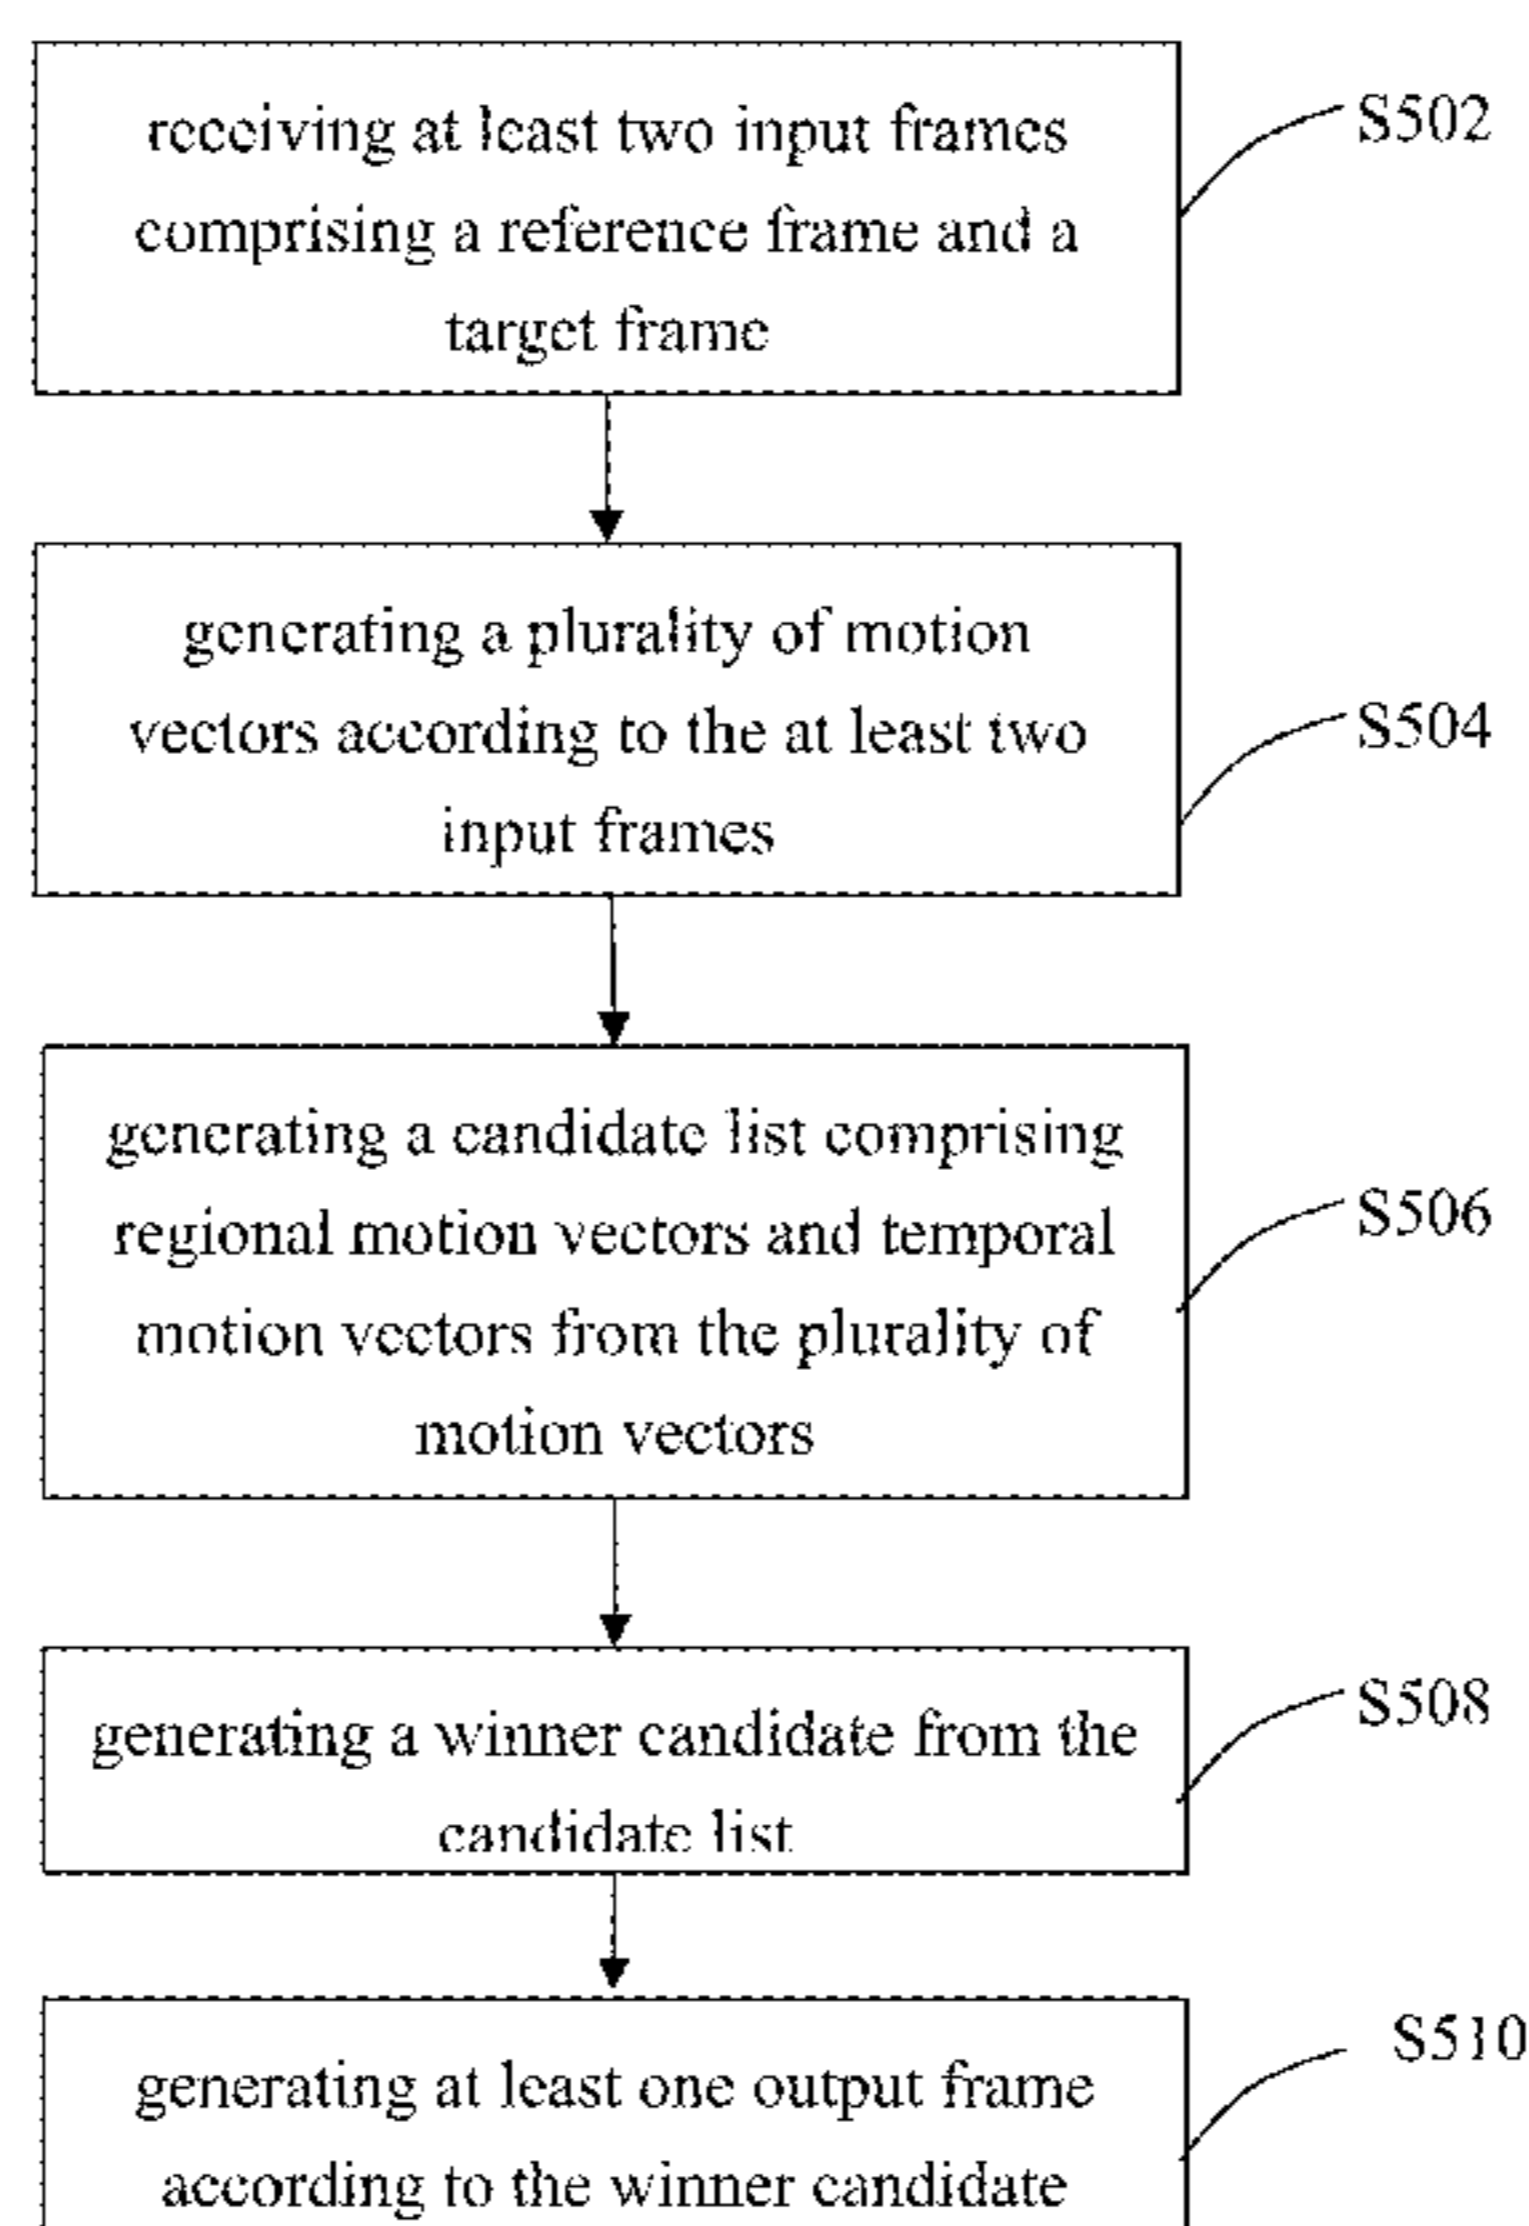 receiving at least two input frames
comprising a reference frame and a
target frame
S502
generating a plurality of motion
vectors according to the at least two
input frames
S504
generating a candidate list comprising
regional motion vectors and temporal
motion vectors from the plurality of
motion vectors
S506
generating a winner candidate from the
candidate list
S508
generating at least one output frame
according to the winner candidate
S510